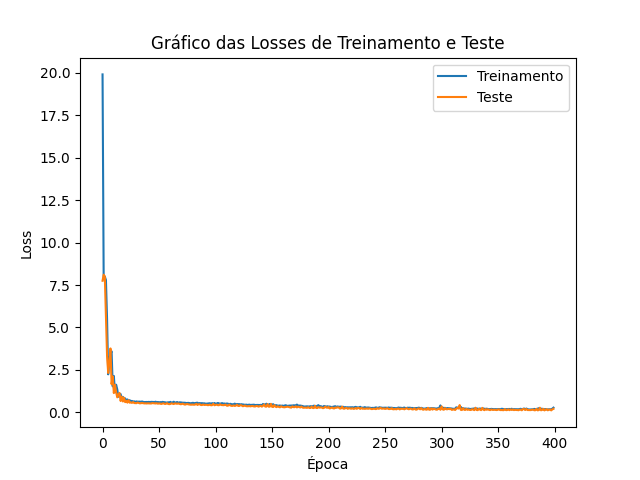 Gráfico das Losses de Treinamento e Teste
Treinamento
Teste
20.0
17.5
15.0
12.5
10.0
7.5
5.0
2.5
0.0
Loss
0 50 100 150 200 250 300 350 400
Época